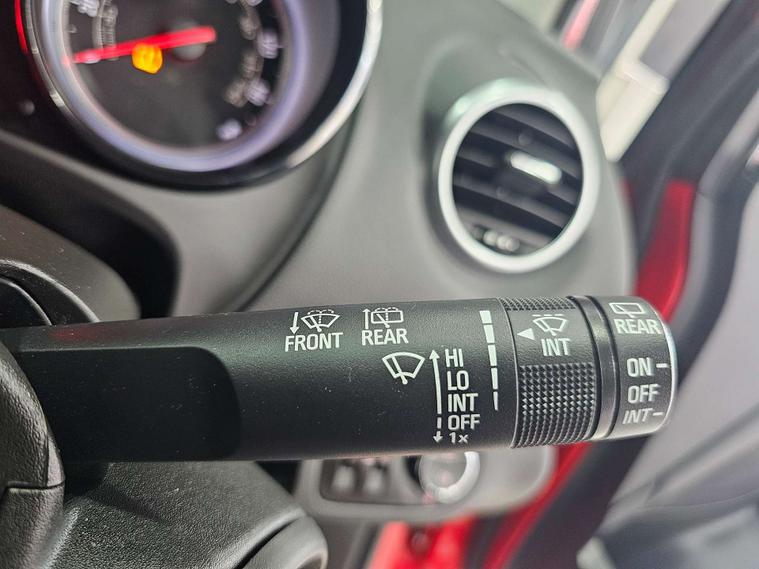 FRONT
REAR
HI
LO
INT
OFF
1x
INT
REAR
ON
OFF
INT